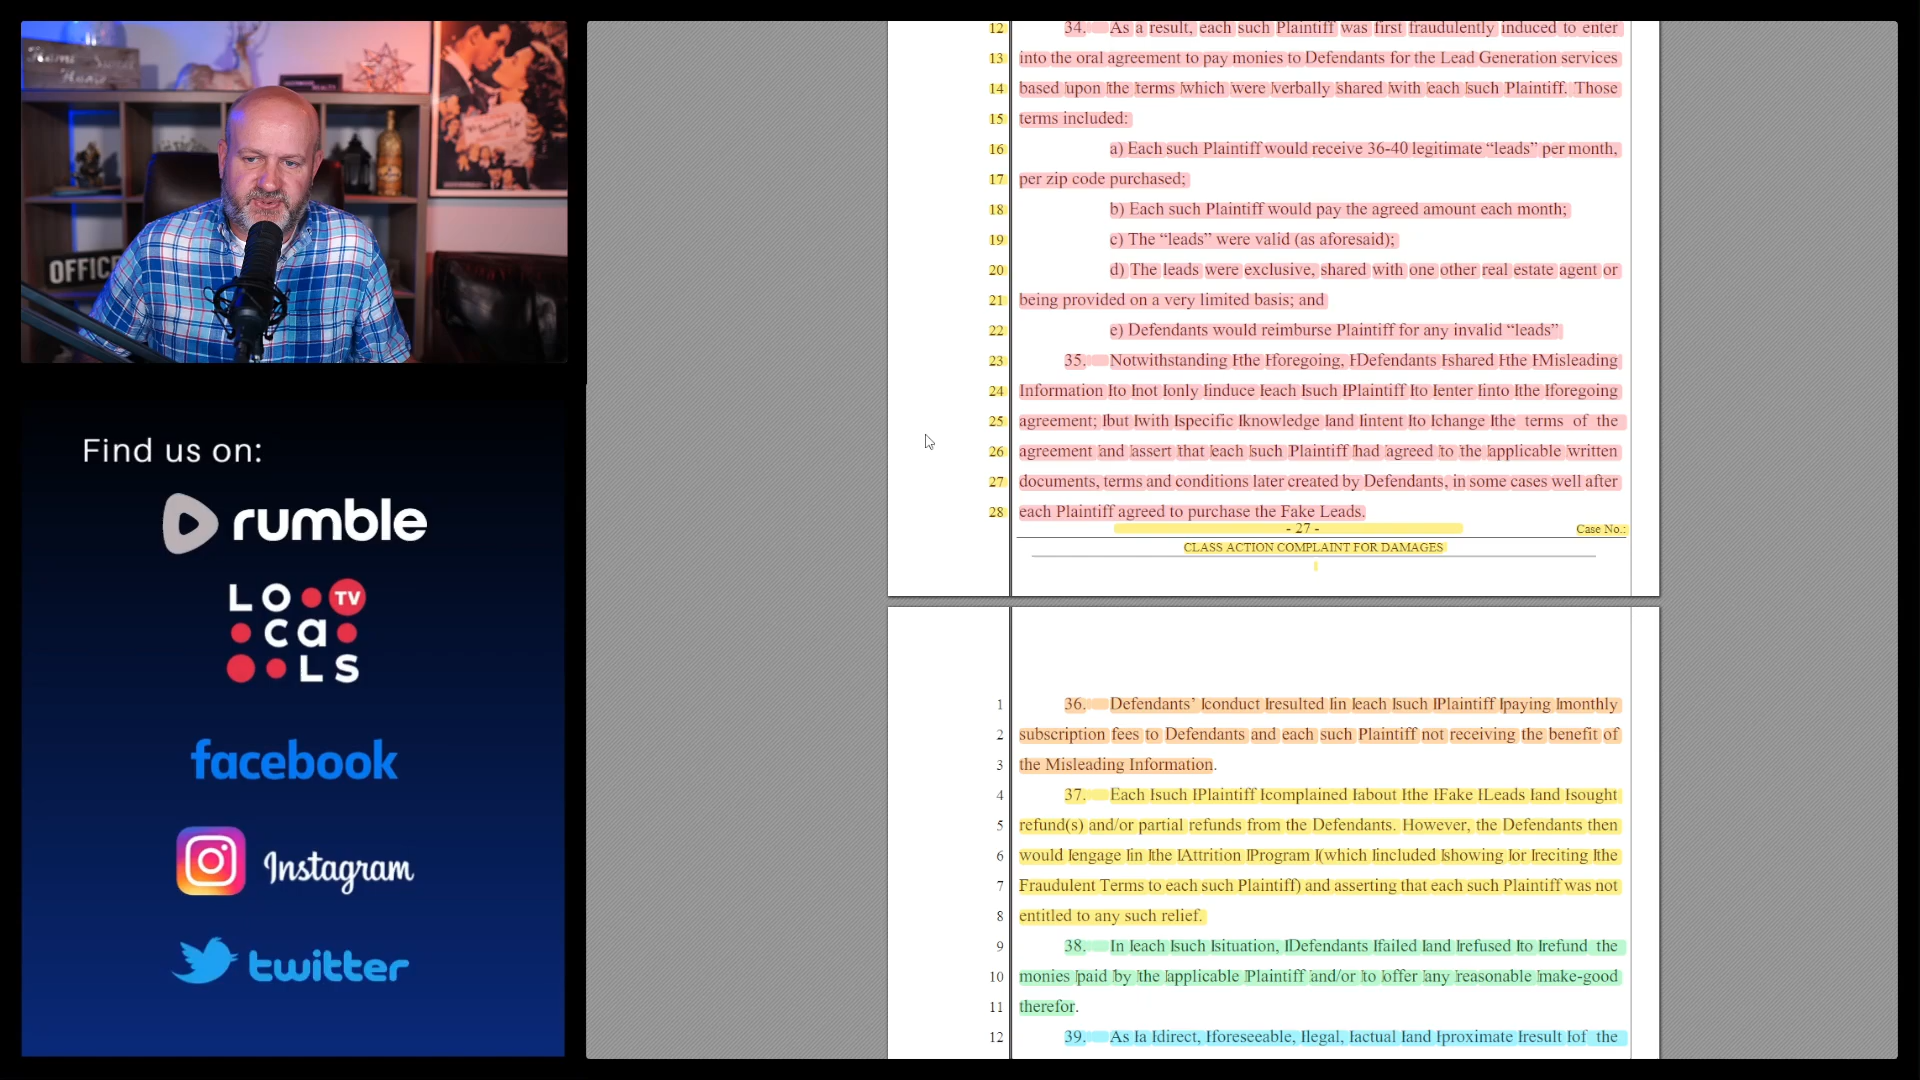 OFFICE
Find us on:
rumble
LOcaLS TV
facebook
Instagram
twitter
12 34. As a result, each such Plaintiff was first fraudulently induced to enter
13 into the oral agreement to pay monies to Defendants for the Lead Generation services
14 based upon the terms which were verbally shared with each such Plaintiff. Those
15 terms included:
16 a) Each such Plaintiff would receive 36-40 legitimate “leads” per month,
17 per zip code purchased;
18 b) Each such Plaintiff would pay the agreed amount each month;
19 c) The “leads” were valid (as aforesaid);
20 d) The leads were exclusive, shared with one other real estate agent or
21 being provided on a very limited basis; and
22 e) Defendants would reimburse Plaintiff for any invalid “leads”
23 35. Notwithstanding the foregoing, Defendants shared the Misleading
24 Information to not only induce each such Plaintiff to enter into the foregoing
25 agreement; but with specific knowledge and intent to change the terms of the
26 agreement and assert that each such Plaintiff had agreed to the applicable written
27 documents, terms and conditions later created by Defendants, in some cases well after
28 each Plaintiff agreed to purchase the Fake Leads.
- 27 - Case No.:
CLASS ACTION COMPLAINT FOR DAMAGES
1 36. Defendants’ conduct resulted in each such Plaintiff paying monthly
2 subscription fees to Defendants and each such Plaintiff not receiving the benefit of
3 the Misleading Information.
4 37. Each such Plaintiff complained about the Fake Leads and sought
5 refund(s) and/or partial refunds from the Defendants. However, the Defendants then
6 would engage in the Attrition Program (which included showing or reciting the
7 Fraudulent Terms to each such Plaintiff) and asserting that each such Plaintiff was not
8 entitled to any such relief.
9 38. In each such situation, Defendants failed and refused to refund the
10 monies paid by the applicable Plaintiff and/or to offer any reasonable make-good
11 therefor.
12 39. As a direct, foreseeable, legal, actual and proximate result of the